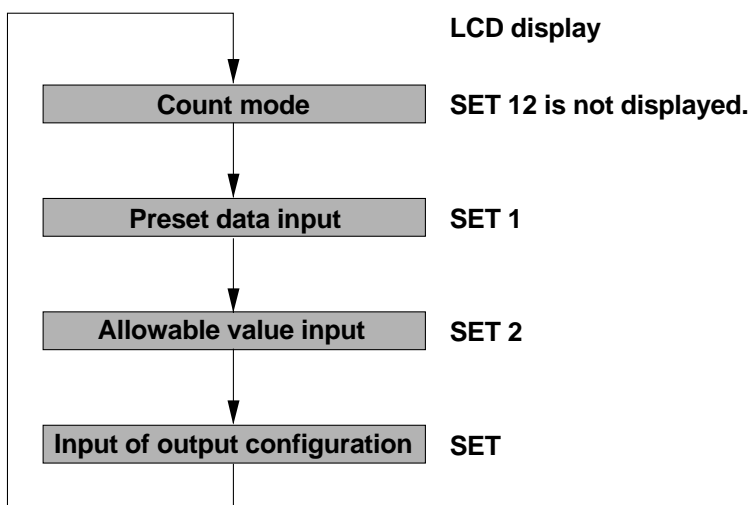 LCD display
Count mode SET 12 is not displayed.
Preset data input SET 1
Allowable value input SET 2
Input of output configuration SET